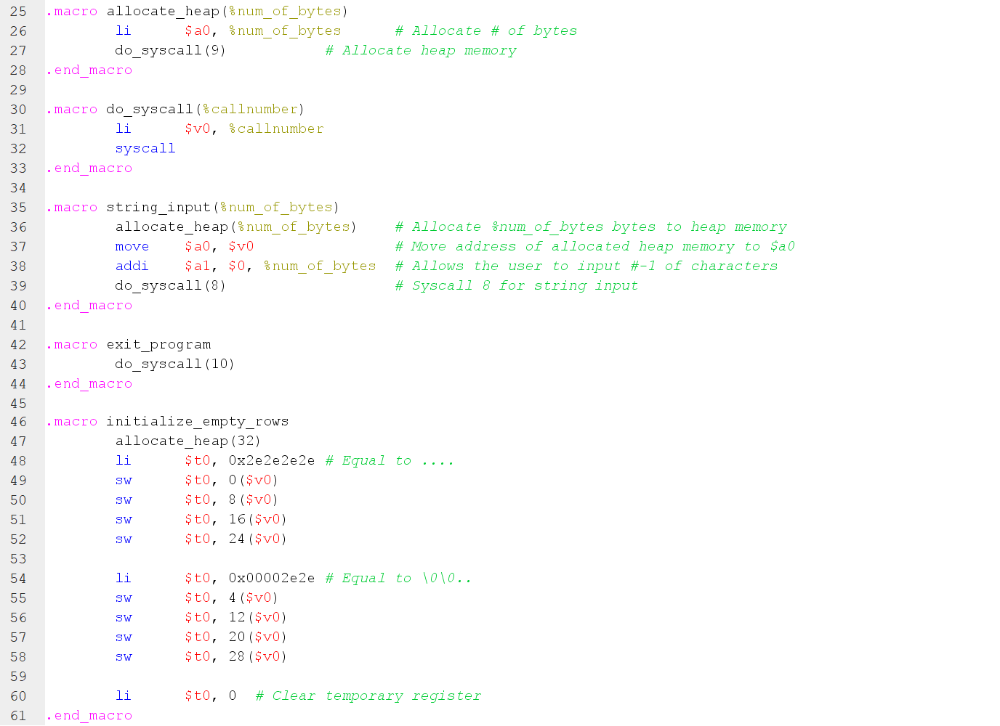 25 .macro allocate_heap(%num_of_bytes)
26         li      $a0, %num_of_bytes      # Allocate # of bytes
27         do_syscall(9)           # Allocate heap memory
28 .end_macro
29
30 .macro do_syscall(%callnumber)
31         li      $v0, %callnumber
32         syscall
33 .end_macro
34
35 .macro string_input(%num_of_bytes)
36         allocate_heap(%num_of_bytes)    # Allocate %num_of_bytes bytes to heap memory
37         move    $a0, $v0                # Move address of allocated heap memory to $a0
38         addi    $a1, $0, %num_of_bytes  # Allows the user to input #-1 of characters
39         do_syscall(8)                   # Syscall 8 for string input
40 .end_macro
41
42 .macro exit_program
43         do_syscall(10)
44 .end_macro
45
46 .macro initialize_empty_rows
47         allocate_heap(32)
48         li      $t0, 0x2e2e2e2e # Equal to ....
49         sw      $t0, 0($v0)
50         sw      $t0, 8($v0)
51         sw      $t0, 16($v0)
52         sw      $t0, 24($v0)
53
54         li      $t0, 0x00002e2e # Equal to \0\0..
55         sw      $t0, 4($v0)
56         sw      $t0, 12($v0)
57         sw      $t0, 20($v0)
58         sw      $t0, 28($v0)
59
60         li      $t0, 0  # Clear temporary register
61 .end_macro